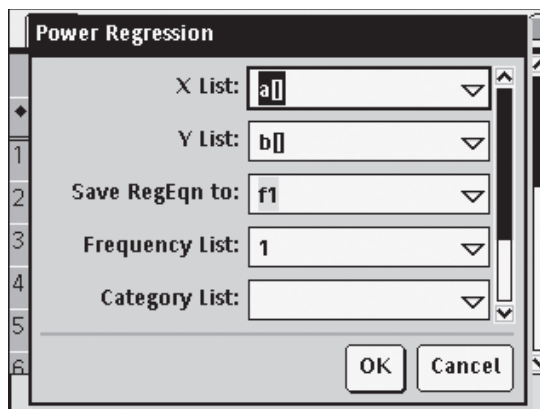 Power Regression
X List: a[]
1
Y List: b[]
2
Save RegEqn to: f1
3
Frequency List: 1
4
Category List:
5
OK Cancel
6